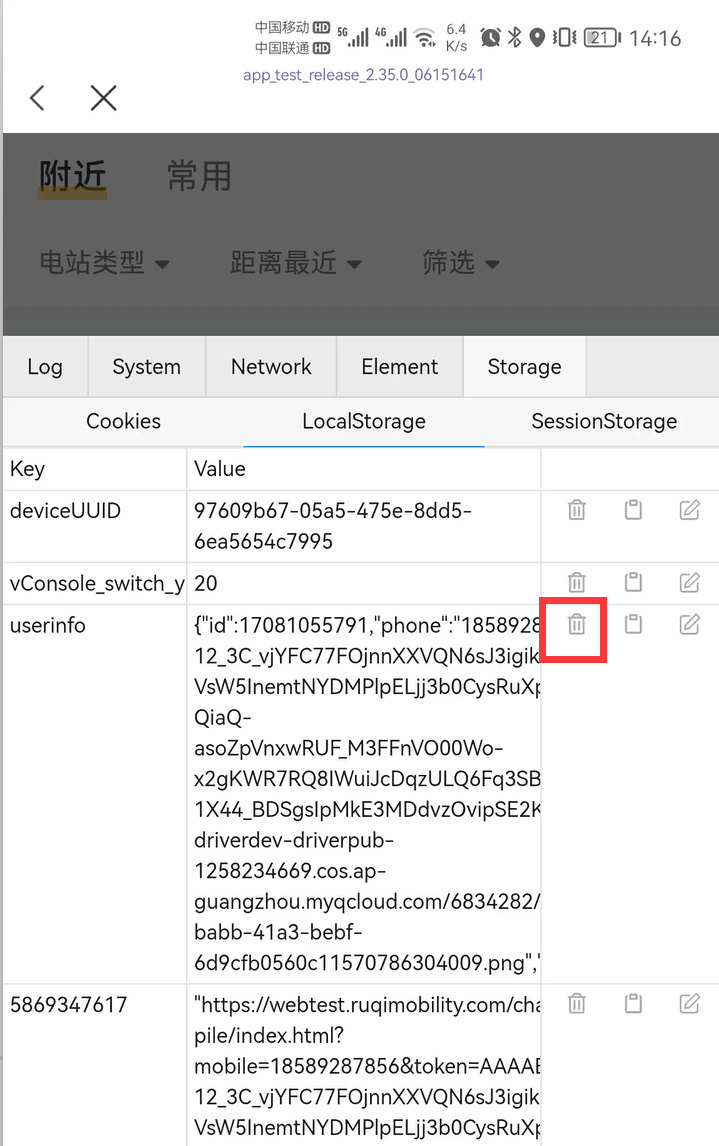 中国移动 HD 5G 4G 6.4 21 14:16
中国联通 HD K/s
app_test_release_2.35.0_06151641
附近 常用
电站类型 距离最近 筛选
Log System Network Element Storage
Cookies LocalStorage SessionStorage
Key Value
deviceUUID 97609b67-05a5-475e-8dd5-
6ea5654c7995
vConsole_switch_y 20
userinfo {"id":17081055791,"phone":"1858928
12_3C_vjYFC77FOjnnXXVQN6sJ3igik
VsW5InemtNYDMPlpELjj3b0CysRuXp
QiaQ-
asoZpVnxwRUF_M3FFnVO00Wo-
x2gKWR7RQ8IWuiJcDqzULQ6Fq3SB
1X44_BDSgsIpMkE3MDdvzOvipSE2K
driverdev-driverpub-
1258234669.cos.ap-
guangzhou.myqcloud.com/6834282/
babb-41a3-bebf-
6d9cfb0560c11570786304009.png","
5869347617 "https://webtest.ruqimobility.com/cha
pile/index.html?
mobile=18589287856&token=AAAAE
12_3C_vjYFC77FOjnnXXVQN6sJ3igik
VsW5InemtNYDMPlpELjj3b0CysRuXp